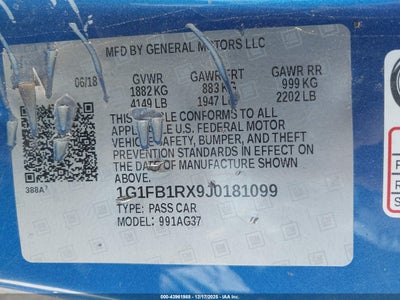 MFD BY GENERAL MOTORS LLC
06/18 GVWR GAWR FRT GAWR RR
1882 KG 883 KG 999 KG
4149 LB 1947 LB 2202 LB
THIS VEHICLE CONFORMS TO ALL
APPLICABLE U.S. FEDERAL MOTOR
VEHICLE SAFETY, BUMPER, AND THEFT
PREVENTION STANDARDS IN EFFECT ON
THE DATE OF MANUFACTURE SHOWN
ABOVE.
388A
1G1FB1RX9J0181099
TYPE: PASS CAR
MODEL: 991AG37
500-43961988 - 12/17/2025 - IAA Inc.